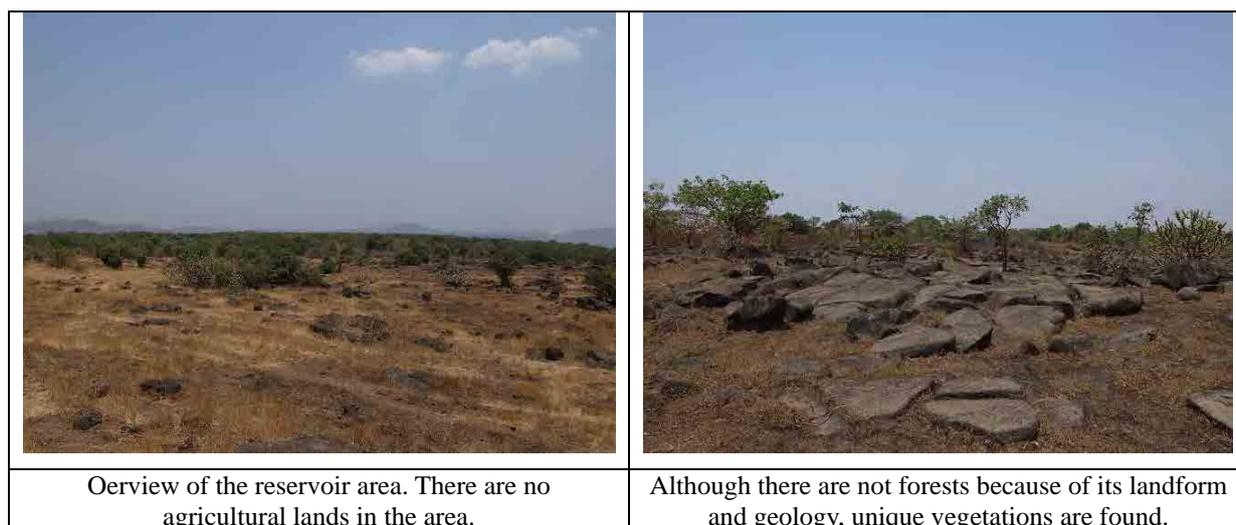 Oerview of the reservoir area. There are no
agricultural lands in the area.
Although there are not forests because of its landform
and geology, unique vegetations are found.